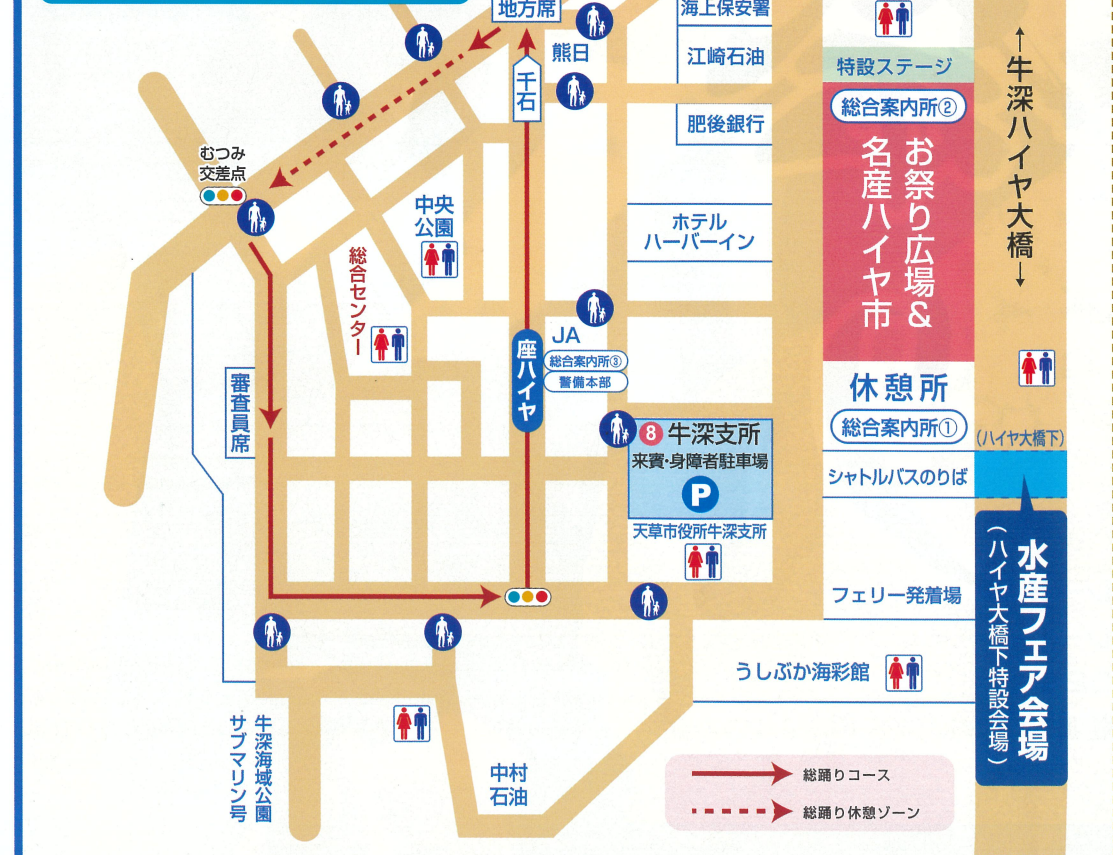 地方席
海上保安署
熊日
江崎石油
特設ステージ
千石
総合案内所②
肥後銀行
お祭り広場&
名産ハイヤ市
←牛深ハイヤ大橋→
むつみ
交差点
中央
公園
ホテル
ハーバーイン
総合センター
JA
総合案内所③
警備本部
座ハイヤ
審査員席
休憩所
総合案内所①
(ハイヤ大橋下)
8 牛深支所
来賓・身障者駐車場
P
シャトルバスのりば
天草市役所牛深支所
水産フェア会場
(ハイヤ大橋下特設会場)
フェリー発着場
うしぶか海彩館
牛深海域公園
サブマリン号
中村
石油
総踊りコース
総踊り休憩ゾーン